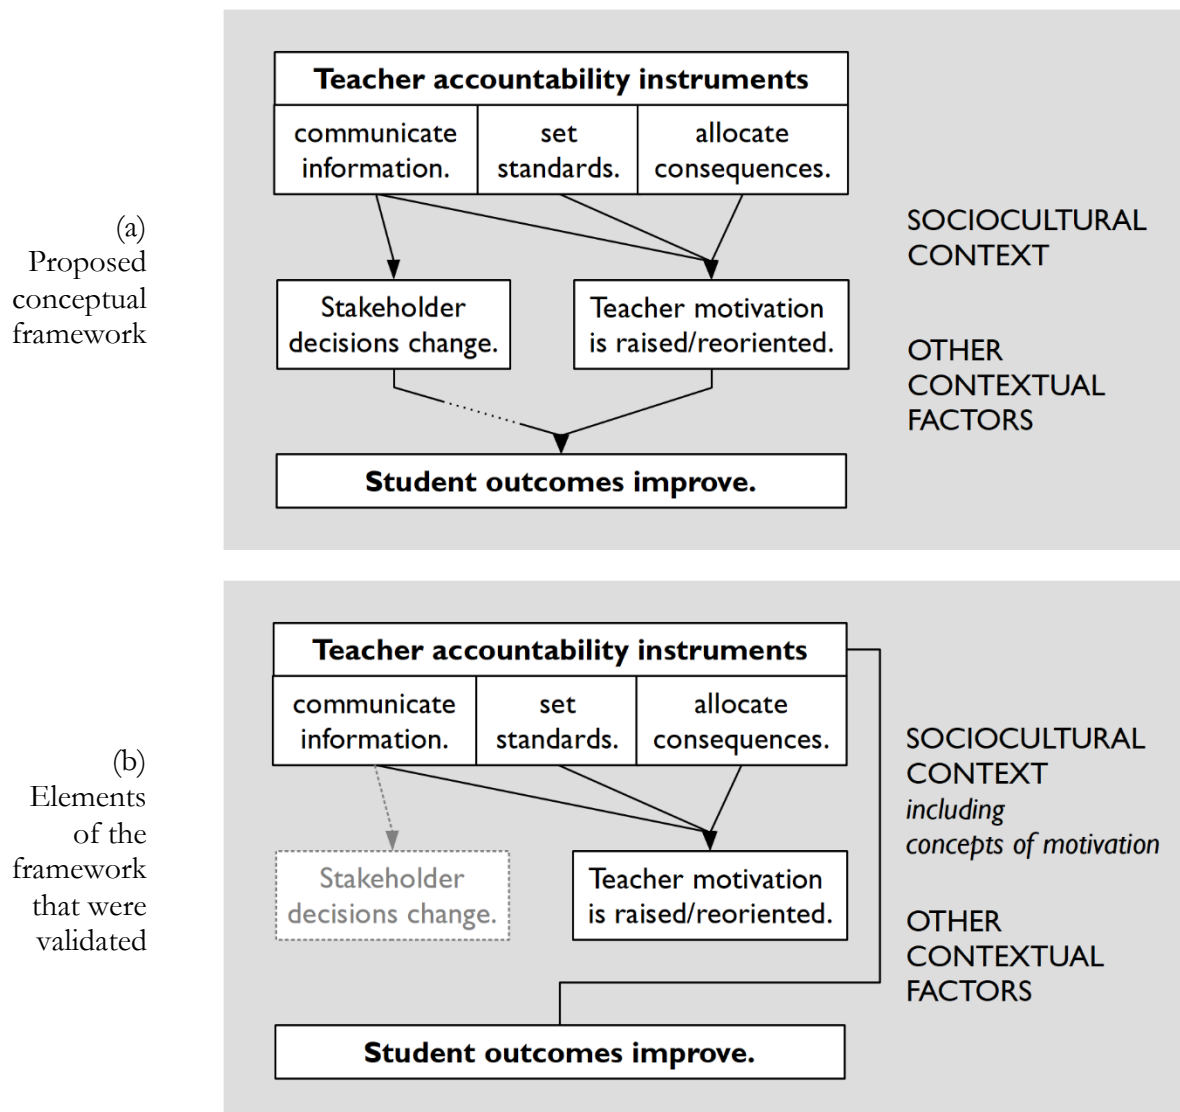 (a)
Proposed
conceptual
framework
Teacher accountability instruments
communicate
information.
set
standards.
allocate
consequences.
Stakeholder
decisions change.
Teacher motivation
is raised/reoriented.
Student outcomes improve.
SOCIOCULTURAL
CONTEXT
OTHER
CONTEXTUAL
FACTORS
(b)
Elements
of the
framework
that were
validated
Teacher accountability instruments
communicate
information.
set
standards.
allocate
consequences.
Stakeholder
decisions change.
Teacher motivation
is raised/reoriented.
Student outcomes improve.
SOCIOCULTURAL
CONTEXT
including
concepts of motivation
OTHER
CONTEXTUAL
FACTORS